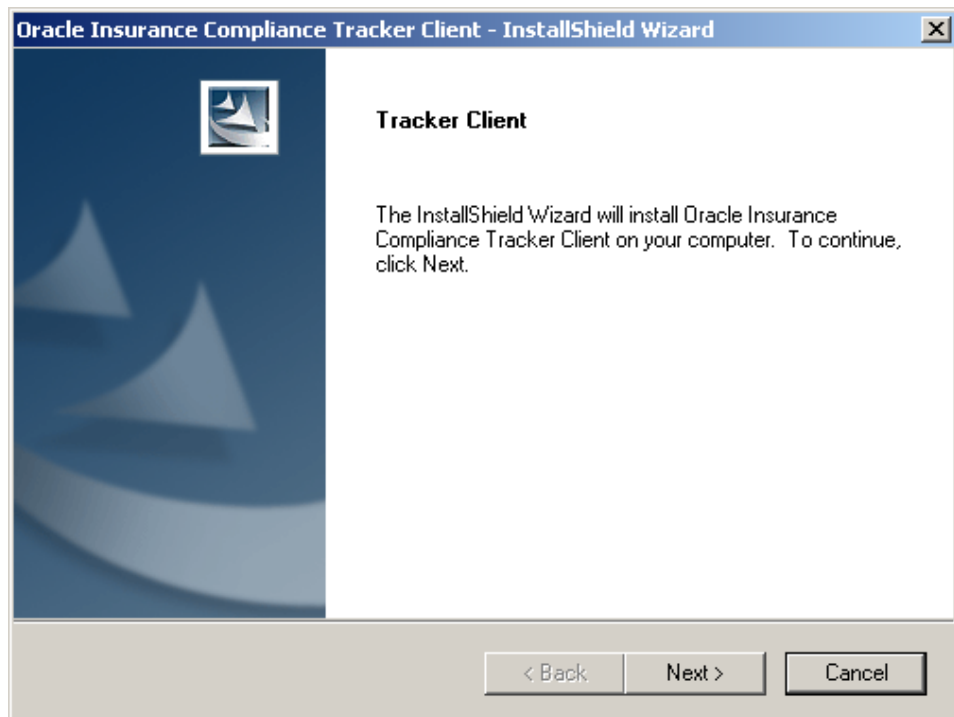 Oracle Insurance Compliance Tracker Client - InstallShield Wizard
Tracker Client
The InstallShield Wizard will install Oracle Insurance
Compliance Tracker Client on your computer.  To continue,
click Next.
< Back
Next >
Cancel